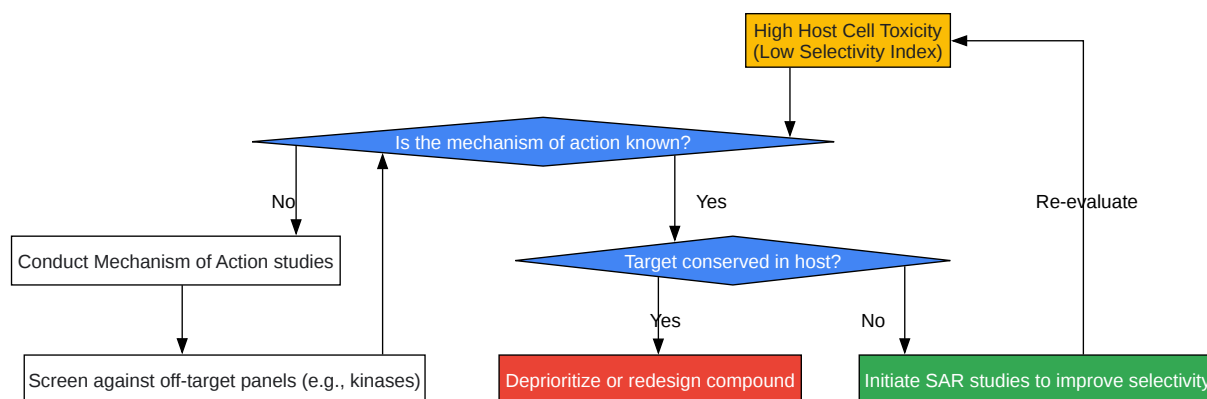 High Host Cell Toxicity
(Low Selectivity Index)
Is the mechanism of action known?
No
Yes
Re-evaluate
Conduct Mechanism of Action studies
Target conserved in host?
Yes
No
Screen against off-target panels (e.g., kinases)
Deprioritize or redesign compound
Initiate SAR studies to improve selectivity